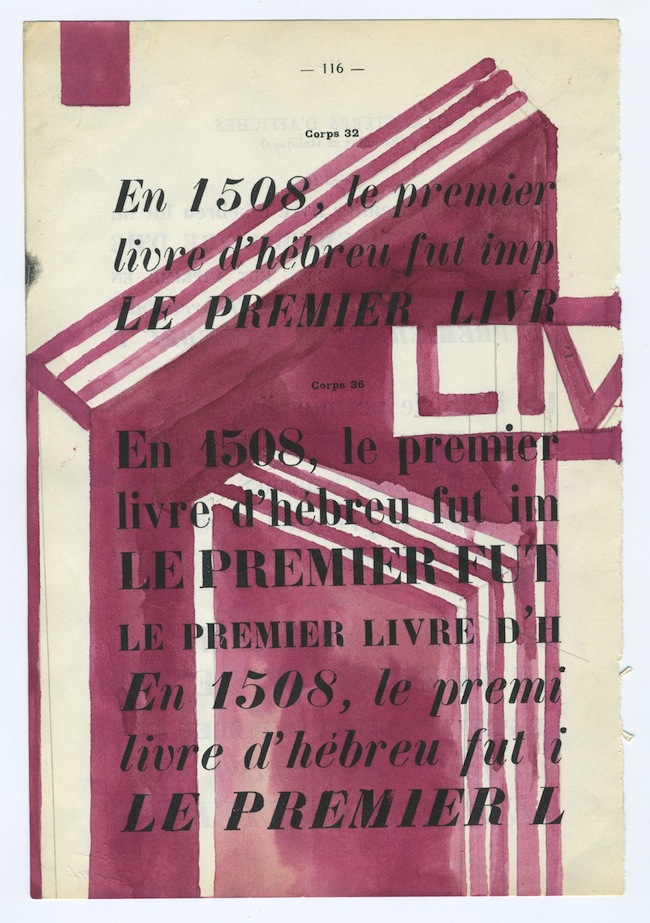 — 116 —
Corps 32
En 1508, le premier
livre d'hébreu fut imp
LE PREMIER LIVR
LIV
Corps 36
En 1508, le premier
livre d'hébreu fut im
LE PREMIER FUT
LE PREMIER LIVRE D'H
En 1508, le premi
livre d'hébreu fut i
LE PREMIER L